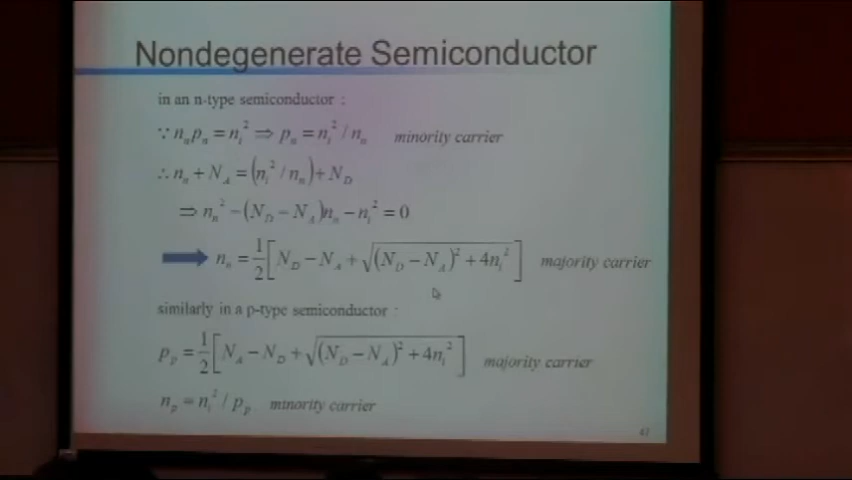 Nondegenerate Semiconductor
in an n-type semiconductor :
∵ nₙpₙ = nᵢ² ⇒ pₙ = nᵢ² / nₙ minority carrier
∴ nₙ + N_A = (nᵢ² / nₙ) + N_D
⇒ nₙ² − (N_D − N_A)nₙ − nᵢ² = 0
nₙ = 1/2 [N_D − N_A + √((N_D − N_A)² + 4nᵢ²)] majority carrier
similarly in a p-type semiconductor :
pₚ = 1/2 [N_A − N_D + √((N_D − N_A)² + 4nᵢ²)] majority carrier
nₚ = nᵢ² / pₚ minority carrier